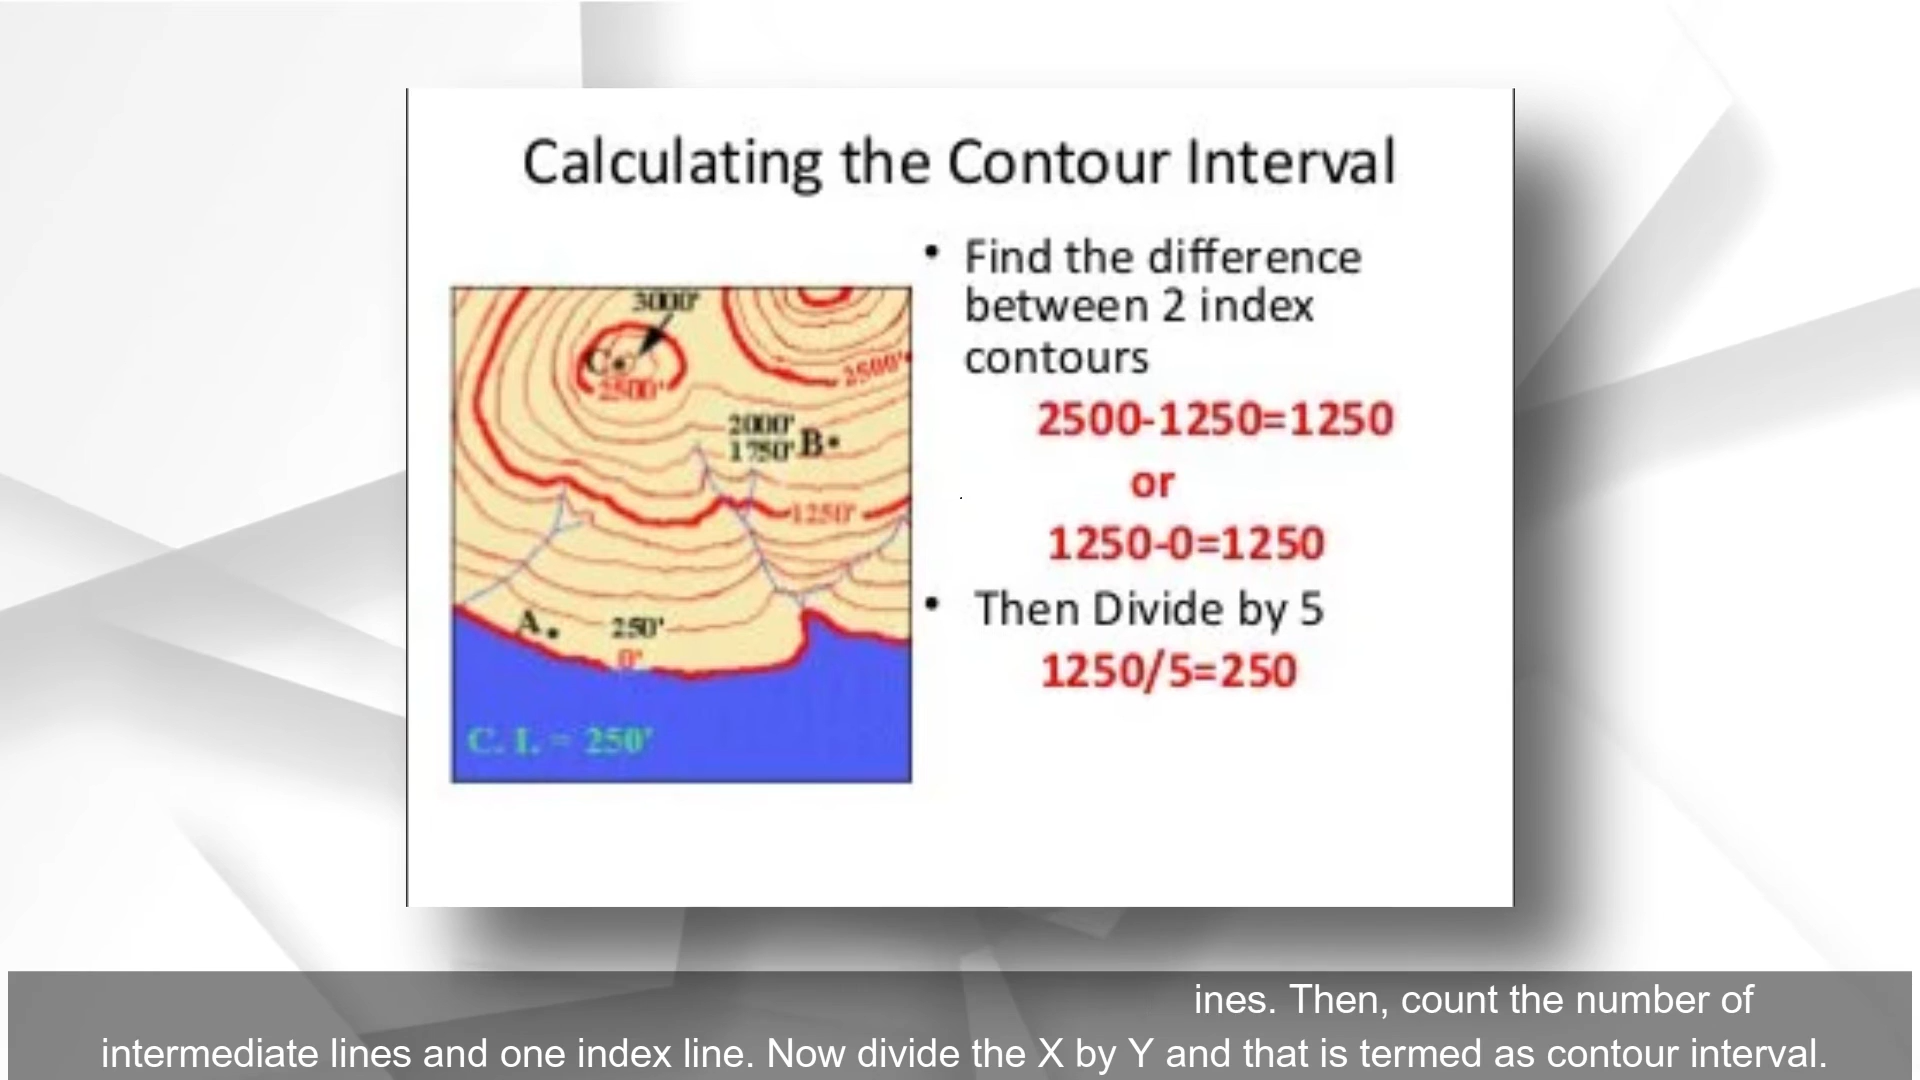 Calculating the Contour Interval
• Find the difference
between 2 index
contours
2500-1250=1250
or
1250-0=1250
• Then Divide by 5
1250/5=250
3000'
C•
2500'
2500'
2000'
1750' B•
1250'
A•
250'
0'
C. I. = 250'
ines. Then, count the number of
intermediate lines and one index line. Now divide the X by Y and that is termed as contour interval.